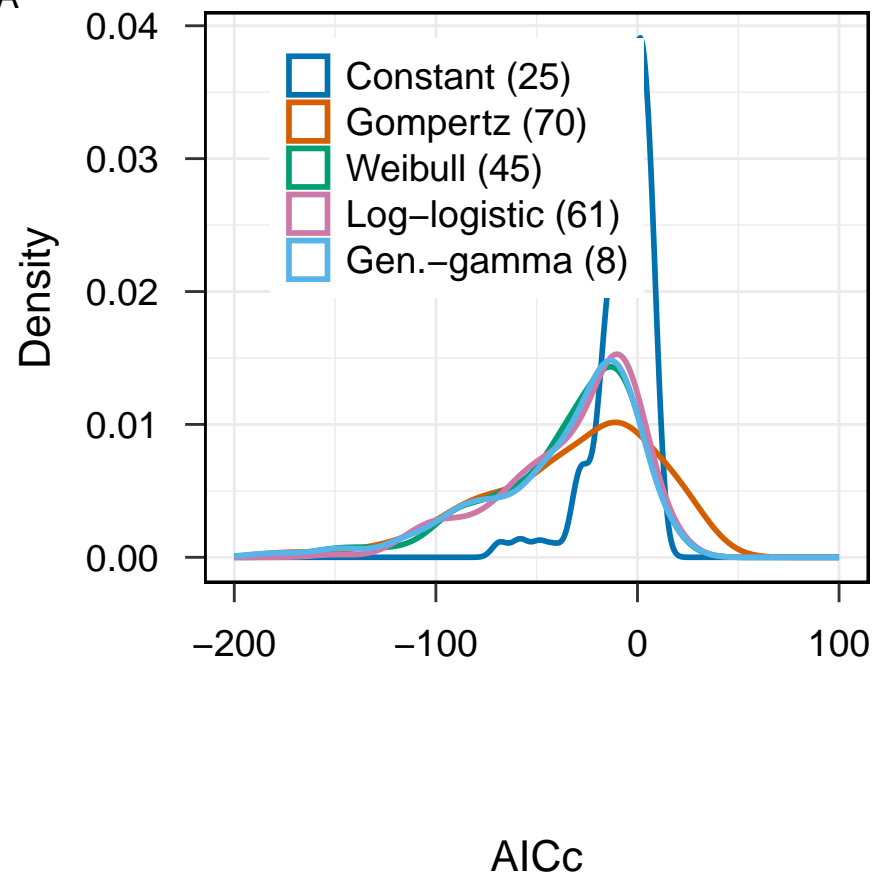 A
0.04
0.03
0.02
0.01
0.00
Density
Constant (25)
Gompertz (70)
Weibull (45)
Log−logistic (61)
Gen.−gamma (8)
−200 −100 0 100
AICc